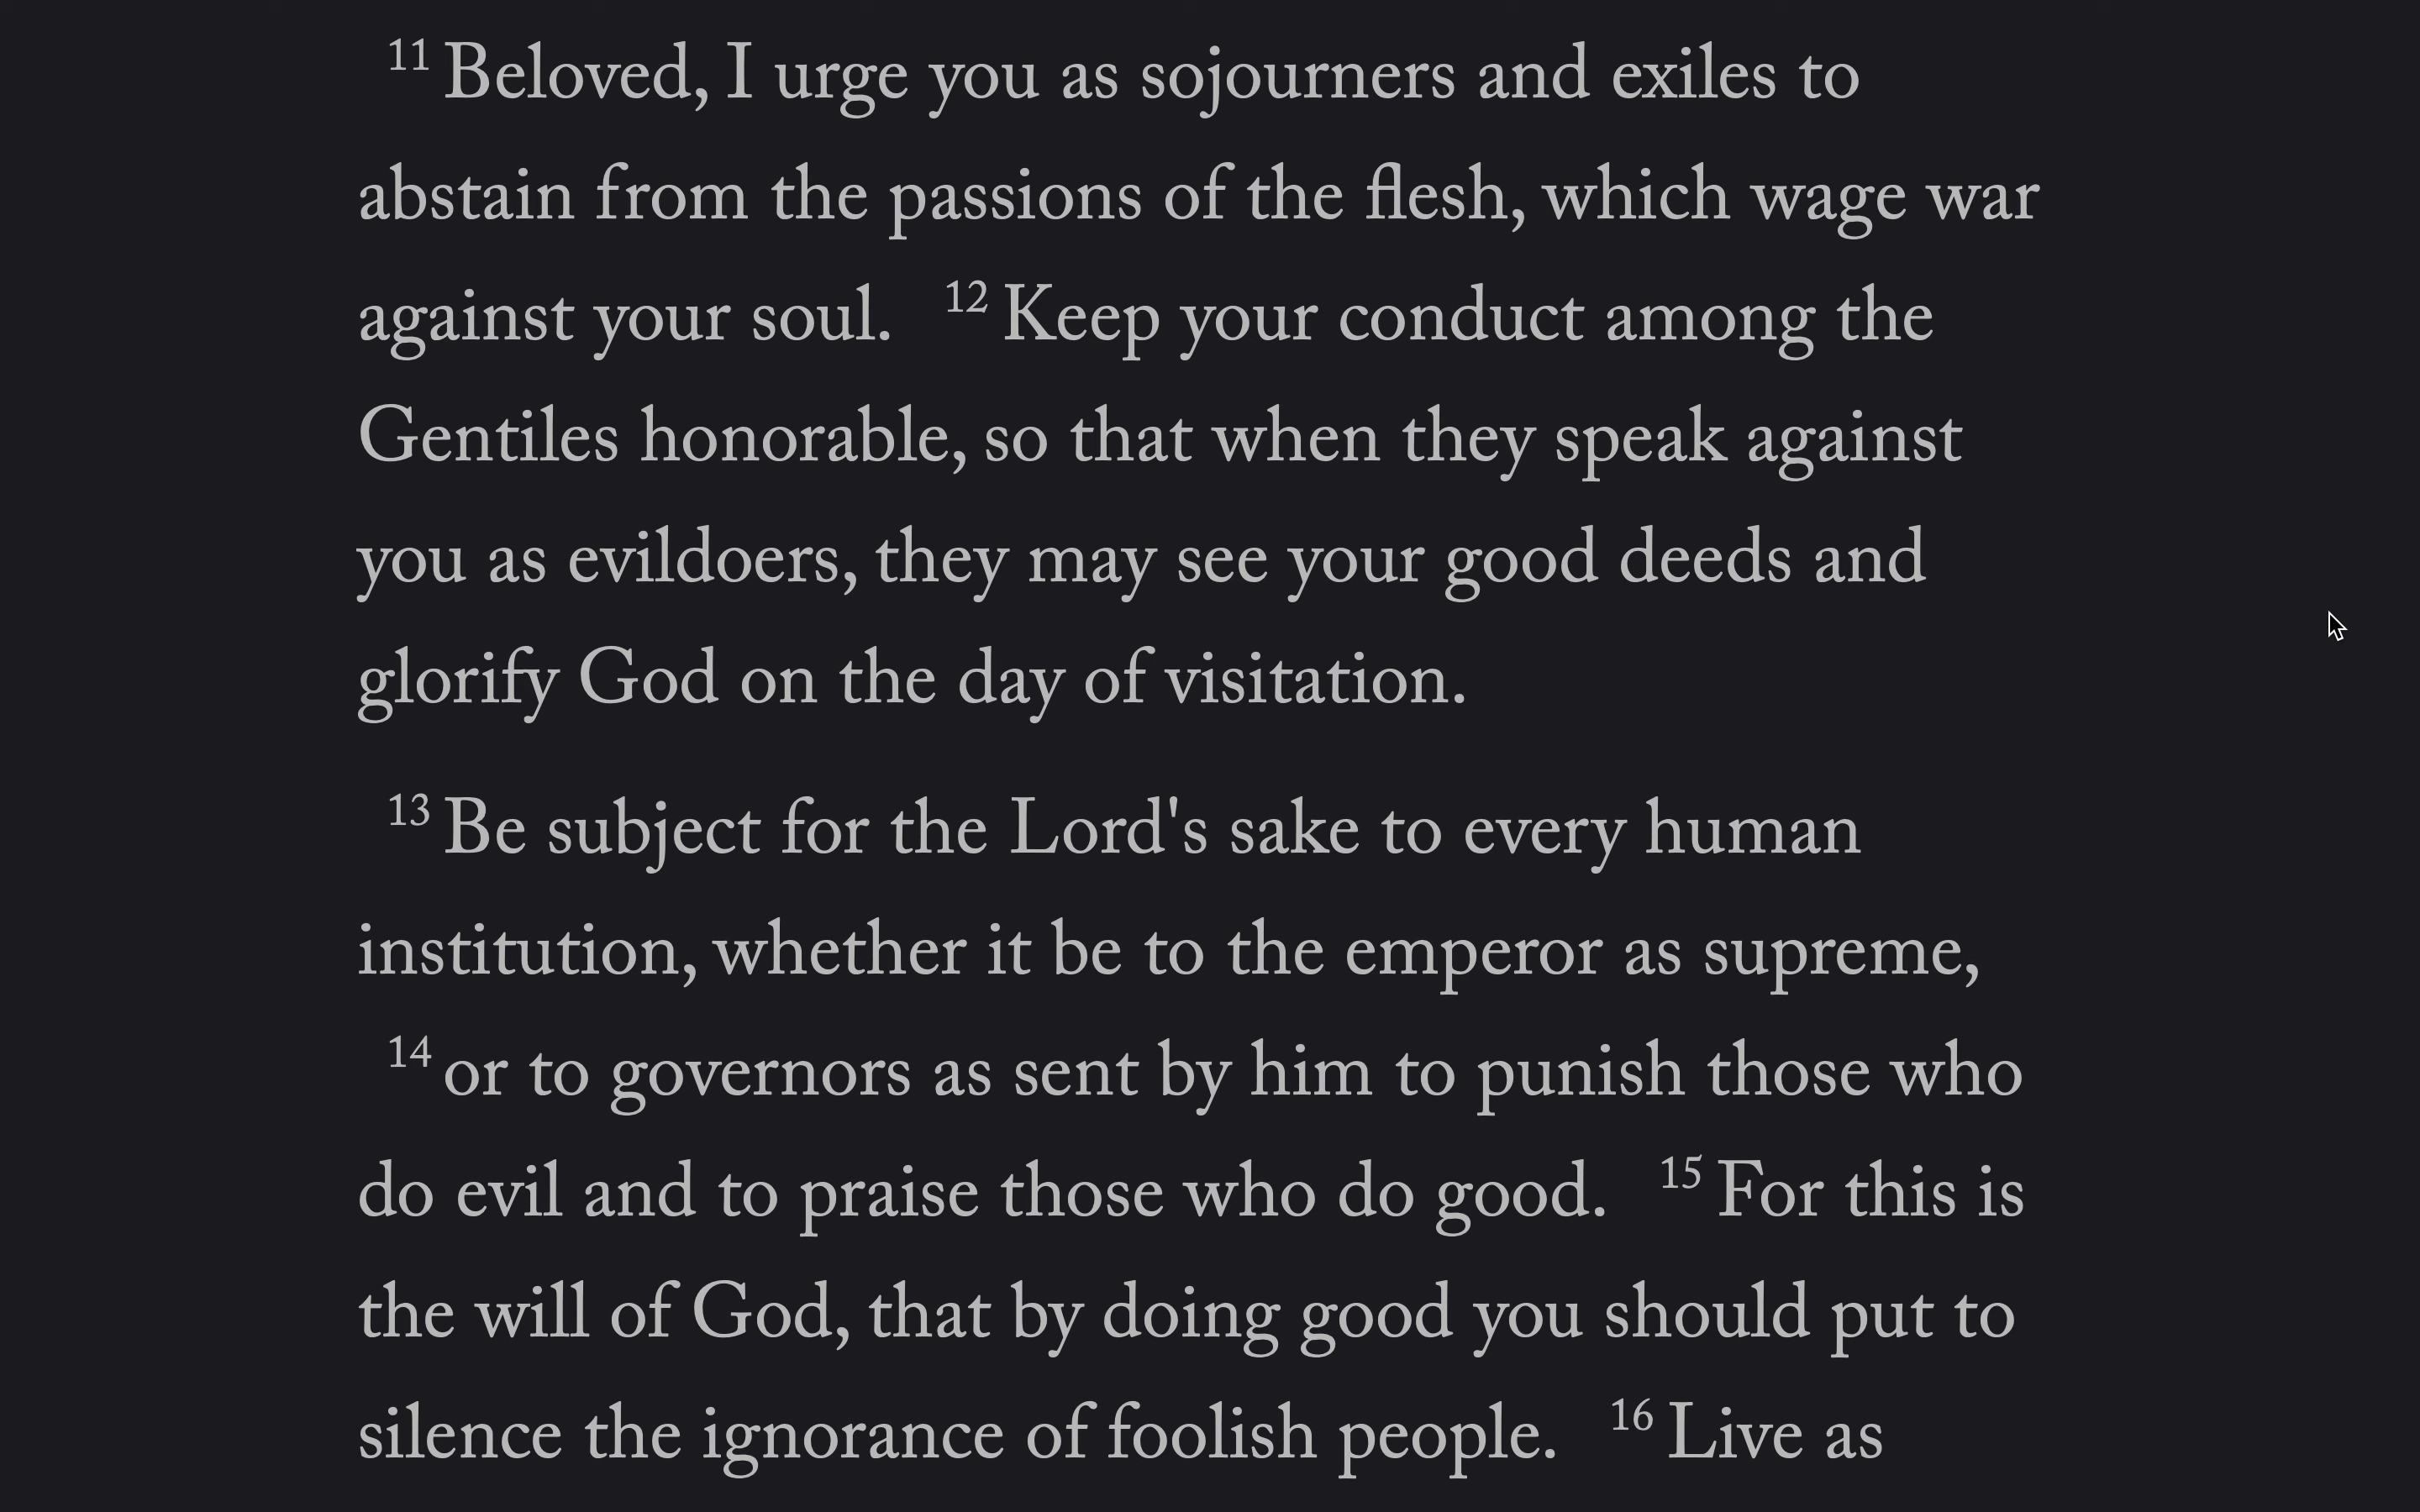 11 Beloved, I urge you as sojourners and exiles to
abstain from the passions of the flesh, which wage war
against your soul. 12 Keep your conduct among the
Gentiles honorable, so that when they speak against
you as evildoers, they may see your good deeds and
glorify God on the day of visitation.
13 Be subject for the Lord's sake to every human
institution, whether it be to the emperor as supreme,
14 or to governors as sent by him to punish those who
do evil and to praise those who do good. 15 For this is
the will of God, that by doing good you should put to
silence the ignorance of foolish people. 16 Live as